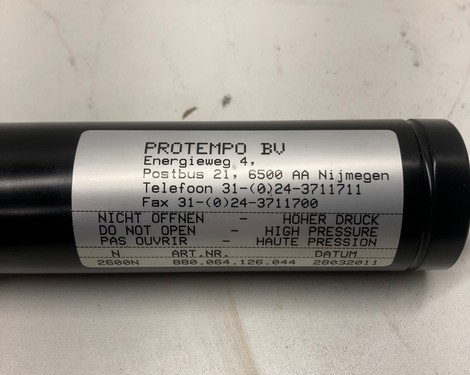 PROTEMPO BV
Energieweg 4,
Postbus 21, 6500 AA Nijmegen
Telefoon 31-(0)24-3711711
Fax 31-(0)24-3711700
NICHT ÖFFNEN - HOHER DRUCK
DO NOT OPEN - HIGH PRESSURE
PAS OUVRIR - HAUTE PRESSION
N ART.NR. DATUM
2600N 880.064.126.044 28032011